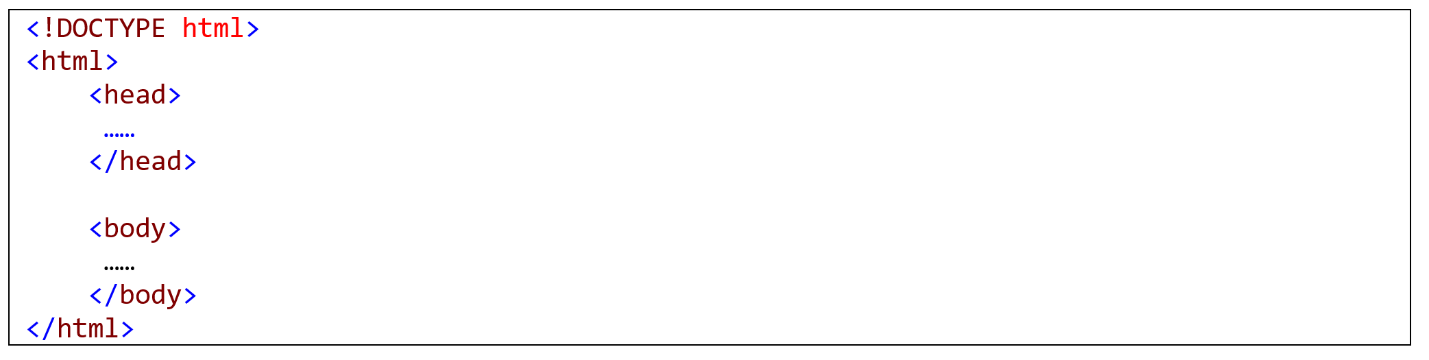 <!DOCTYPE html>
<html>
    <head>
     ……
    </head>

    <body>
     ……
    </body>
</html>